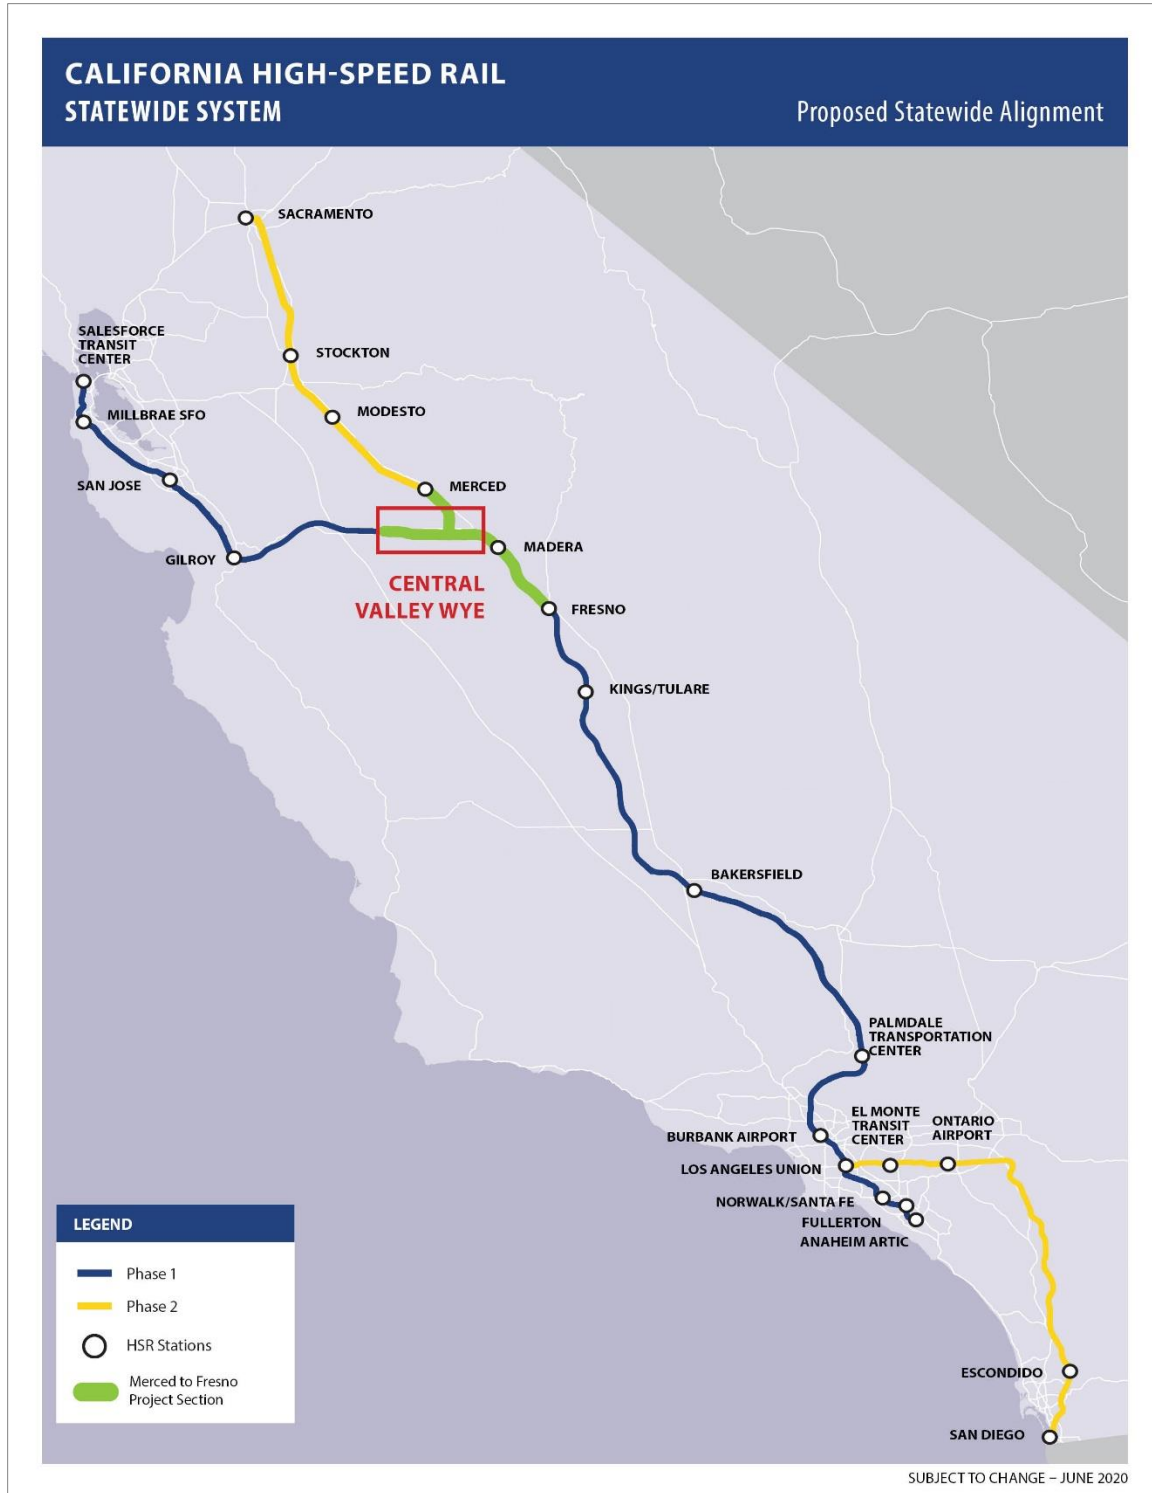 CALIFORNIA HIGH-SPEED RAIL
STATEWIDE SYSTEM
Proposed Statewide Alignment
SACRAMENTO
STOCKTON
MODESTO
MERCED
SALESFORCE
TRANSIT
CENTER
MILLBRAE SFO
SAN JOSE
GILROY
CENTRAL
VALLEY WYE
MADERA
FRESNO
KINGS/TULARE
BAKERSFIELD
PALMDALE
TRANSPORTATION
CENTER
BURBANK AIRPORT
EL MONTE
TRANSIT
CENTER
ONTARIO
AIRPORT
LOS ANGELES UNION
NORWALK/SANTA FE
FULLERTON
ANAHEIM ARTIC
ESCONDIDO
SAN DIEGO
LEGEND
Phase 1
Phase 2
HSR Stations
Merced to Fresno
Project Section
SUBJECT TO CHANGE – JUNE 2020